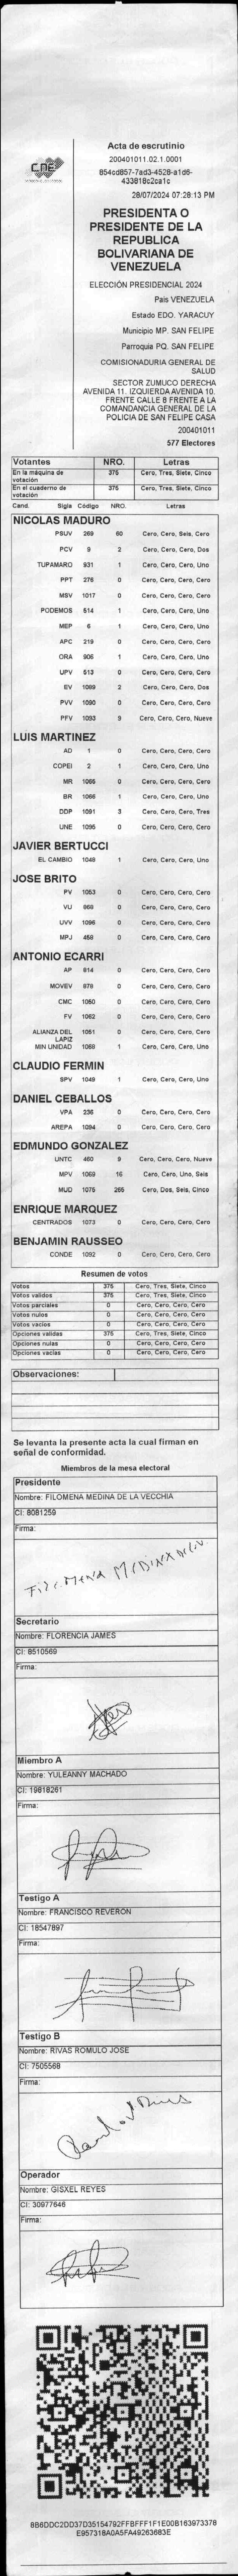 CNE
Acta de escrutinio
200401011.02.1.0001
854cd857-7ad3-4528-a1d6-
433818c2ca1c
28/07/2024 07:28:13 PM
PRESIDENTA O
PRESIDENTE DE LA
REPUBLICA
BOLIVARIANA DE
VENEZUELA
ELECCIÓN PRESIDENCIAL 2024
Pais VENEZUELA
Estado EDO. YARACUY
Municipio MP. SAN FELIPE
Parroquia PQ. SAN FELIPE
COMISIONADURIA GENERAL DE
SALUD
SECTOR ZUMUCO DERECHA
AVENIDA 11. IZQUIERDA AVENIDA 10.
FRENTE CALLE 8 FRENTE A LA
COMANDANCIA GENERAL DE LA
POLICIA DE SAN FELIPE CASA
200401011
577 Electores
Votantes NRO. Letras
En la máquina de votación 375 Cero, Tres, Siete, Cinco
En el cuaderno de votación 375 Cero, Tres, Siete, Cinco
Cand. Sigla Código NRO. Letras
NICOLAS MADURO
PSUV 269 60 Cero, Cero, Seis, Cero
PCV 9 2 Cero, Cero, Cero, Dos
TUPAMARO 931 1 Cero, Cero, Cero, Uno
PPT 276 0 Cero, Cero, Cero, Cero
MSV 1017 0 Cero, Cero, Cero, Cero
PODEMOS 514 1 Cero, Cero, Cero, Uno
MEP 6 1 Cero, Cero, Cero, Uno
APC 219 0 Cero, Cero, Cero, Cero
ORA 906 1 Cero, Cero, Cero, Uno
UPV 513 0 Cero, Cero, Cero, Cero
EV 1089 2 Cero, Cero, Cero, Dos
PVV 1090 0 Cero, Cero, Cero, Cero
PFV 1093 9 Cero, Cero, Cero, Nueve
LUIS MARTINEZ
AD 1 0 Cero, Cero, Cero, Cero
COPEI 2 1 Cero, Cero, Cero, Uno
MR 1065 0 Cero, Cero, Cero, Cero
BR 1066 1 Cero, Cero, Cero, Uno
DDP 1091 3 Cero, Cero, Cero, Tres
UNE 1095 0 Cero, Cero, Cero, Cero
JAVIER BERTUCCI
EL CAMBIO 1048 1 Cero, Cero, Cero, Uno
JOSE BRITO
PV 1053 0 Cero, Cero, Cero, Cero
VU 868 0 Cero, Cero, Cero, Cero
UVV 1096 0 Cero, Cero, Cero, Cero
MPJ 458 0 Cero, Cero, Cero, Cero
ANTONIO ECARRI
AP 814 0 Cero, Cero, Cero, Cero
MOVEV 878 0 Cero, Cero, Cero, Cero
CMC 1050 0 Cero, Cero, Cero, Cero
FV 1062 0 Cero, Cero, Cero, Cero
ALIANZA DEL LAPIZ 1051 0 Cero, Cero, Cero, Cero
MIN UNIDAD 1069 1 Cero, Cero, Cero, Uno
CLAUDIO FERMIN
SPV 1049 1 Cero, Cero, Cero, Uno
DANIEL CEBALLOS
VPA 236 0 Cero, Cero, Cero, Cero
AREPA 1094 0 Cero, Cero, Cero, Cero
EDMUNDO GONZALEZ
UNTC 460 9 Cero, Cero, Cero, Nueve
MPV 1069 16 Cero, Cero, Uno, Seis
MUD 1075 265 Cero, Dos, Seis, Cinco
ENRIQUE MARQUEZ
CENTRADOS 1073 0 Cero, Cero, Cero, Cero
BENJAMIN RAUSSEO
CONDE 1092 0 Cero, Cero, Cero, Cero
Resumen de votos
Votos 375 Cero, Tres, Siete, Cinco
Votos validos 375 Cero, Tres, Siete, Cinco
Votos parciales 0 Cero, Cero, Cero, Cero
Votos nulos 0 Cero, Cero, Cero, Cero
Votos vacios 0 Cero, Cero, Cero, Cero
Opciones validas 375 Cero, Tres, Siete, Cinco
Opciones nulas 0 Cero, Cero, Cero, Cero
Opciones vacias 0 Cero, Cero, Cero, Cero
Observaciones:
Se levanta la presente acta la cual firman en
señal de conformidad.
Miembros de la mesa electoral
Presidente
Nombre: FILOMENA MEDINA DE LA VECCHIA
CI: 8081259
Firma:
FILOMENA MEDINA
Secretario
Nombre: FLORENCIA JAMES
CI: 8510569
Firma:
Miembro A
Nombre: YULEANNY MACHADO
CI: 19818261
Firma:
Testigo A
Nombre: FRANCISCO REVERON
CI: 18547897
Firma:
Testigo B
Nombre: RIVAS ROMULO JOSE
CI: 7505568
Firma:
Operador
Nombre: GISXEL REYES
CI: 30977646
Firma:
8B6DDC2DD37D35154792FFBFFF1F1E00B163973378
E957318A0A5FA49263683E